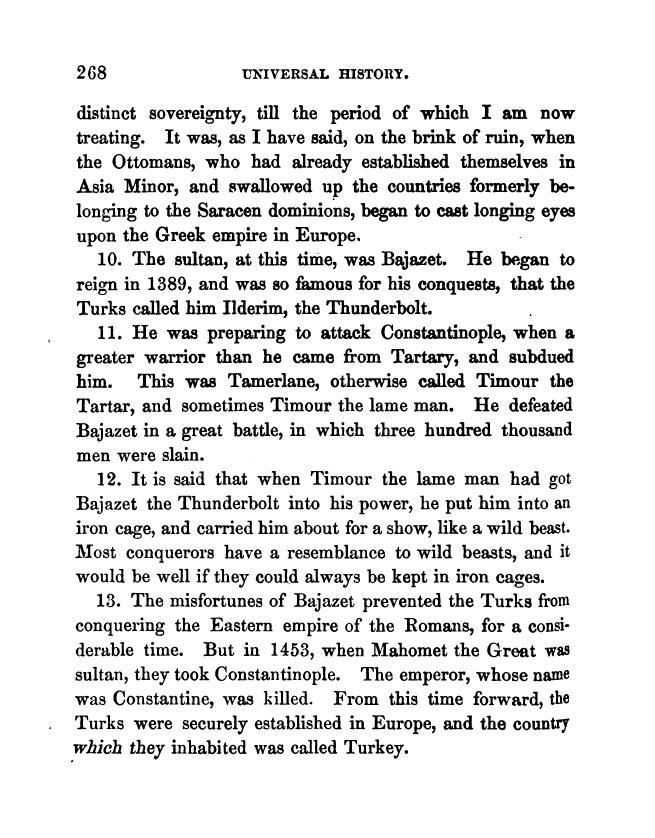 268 UNIVERSAL HISTORY.
distinct sovereignty, till the period of which I am now
treating. It was, as I have said, on the brink of ruin, when
the Ottomans, who had already established themselves in
Asia Minor, and swallowed up the countries formerly be-
longing to the Saracen dominions, began to cast longing eyes
upon the Greek empire in Europe.
10. The sultan, at this time, was Bajazet. He began to
reign in 1389, and was so famous for his conquests, that the
Turks called him Ilderim, the Thunderbolt.
11. He was preparing to attack Constantinople, when a
greater warrior than he came from Tartary, and subdued
him. This was Tamerlane, otherwise called Timour the
Tartar, and sometimes Timour the lame man. He defeated
Bajazet in a great battle, in which three hundred thousand
men were slain.
12. It is said that when Timour the lame man had got
Bajazet the Thunderbolt into his power, he put him into an
iron cage, and carried him about for a show, like a wild beast.
Most conquerors have a resemblance to wild beasts, and it
would be well if they could always be kept in iron cages.
13. The misfortunes of Bajazet prevented the Turks from
conquering the Eastern empire of the Romans, for a consi-
derable time. But in 1453, when Mahomet the Great was
sultan, they took Constantinople. The emperor, whose name
was Constantine, was killed. From this time forward, the
Turks were securely established in Europe, and the country
which they inhabited was called Turkey.